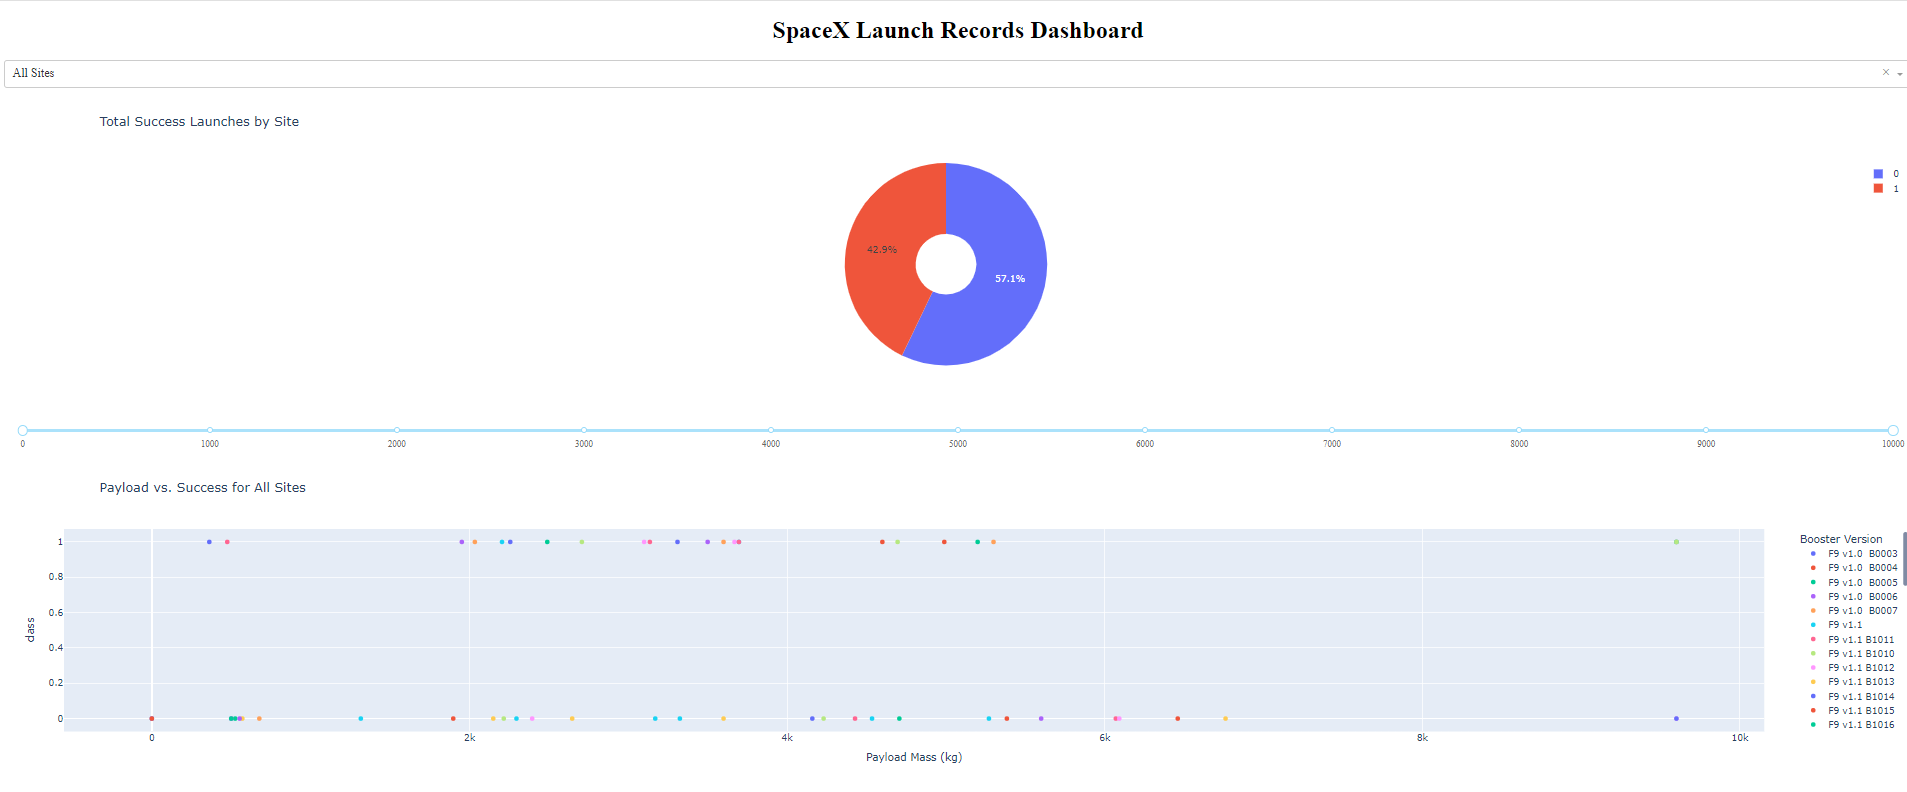 SpaceX Launch Records Dashboard
All Sites
×
Total Success Launches by Site
0
1
42.9%
57.1%
0 1000 2000 3000 4000 5000 6000 7000 8000 9000 10000
Payload vs. Success for All Sites
class
1
0.8
0.6
0.4
0.2
0
0 2k 4k 6k 8k 10k
Payload Mass (kg)
Booster Version
F9 v1.0 B0003
F9 v1.0 B0004
F9 v1.0 B0005
F9 v1.0 B0006
F9 v1.0 B0007
F9 v1.1
F9 v1.1 B1011
F9 v1.1 B1010
F9 v1.1 B1012
F9 v1.1 B1013
F9 v1.1 B1014
F9 v1.1 B1015
F9 v1.1 B1016